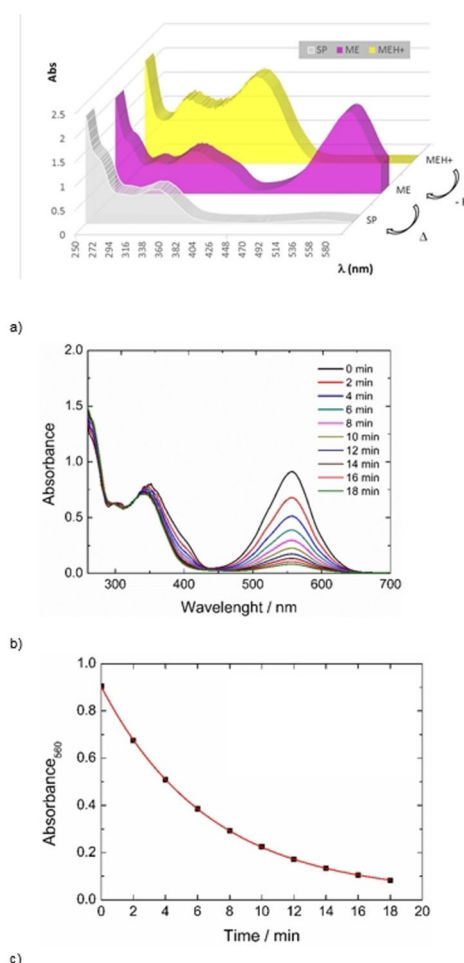 Abs
SP ME MEH+
2.5
2
1.5
1
0.5
0
250 272 294 316 338 360 382 404 426 448 470 492 514 536 558 580
λ (nm)
MEH+
ME
SP
Δ
a)
2.0
1.5
1.0
0.5
0.0
Absorbance
0 min
2 min
4 min
6 min
8 min
10 min
12 min
14 min
16 min
18 min
300 400 500 600 700
Wavelenght / nm
b)
1.0
0.8
0.6
0.4
0.2
0.0
Absorbance560
0 2 4 6 8 10 12 14 16 18 20
Time / min
c)